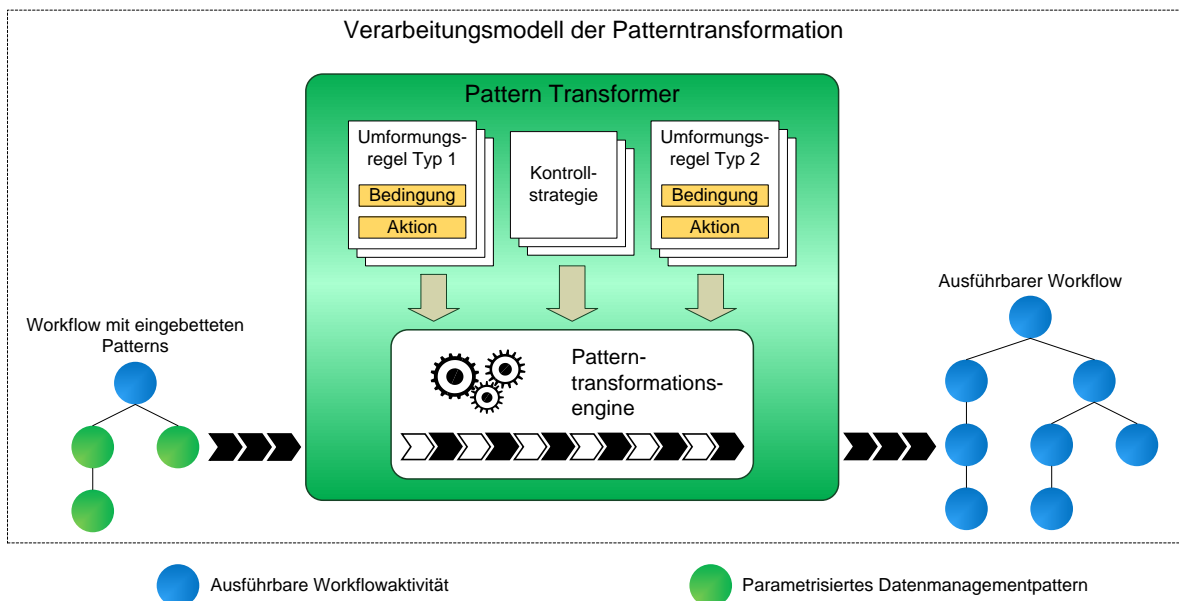 Verarbeitungsmodell der Patterntransformation
Pattern Transformer
Umformungs-
regel Typ 1
Bedingung
Aktion
Kontroll-
strategie
Umformungs-
regel Typ 2
Bedingung
Aktion
Workflow mit eingebetteten
Patterns
Pattern-
transformations-
engine
Ausführbarer Workflow
Ausführbare Workflowaktivität
Parametrisiertes Datenmanagementpattern